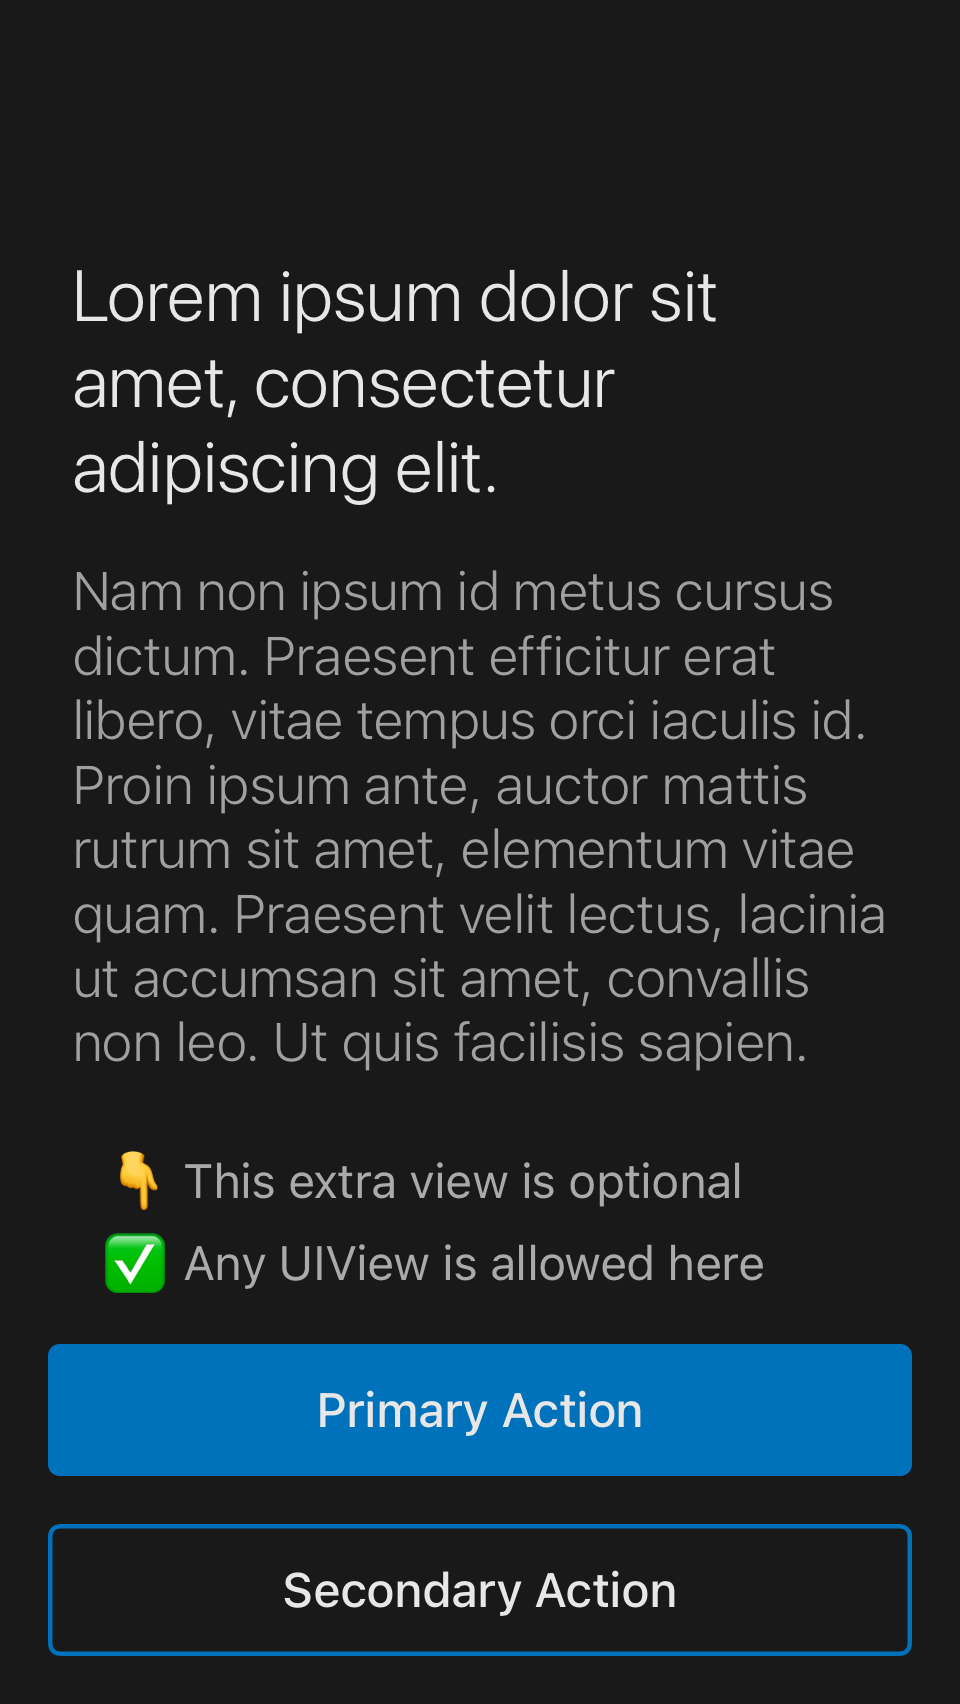 Lorem ipsum dolor sit
amet, consectetur
adipiscing elit.
Nam non ipsum id metus cursus
dictum. Praesent efficitur erat
libero, vitae tempus orci iaculis id.
Proin ipsum ante, auctor mattis
rutrum sit amet, elementum vitae
quam. Praesent velit lectus, lacinia
ut accumsan sit amet, convallis
non leo. Ut quis facilisis sapien.
👇 This extra view is optional
✅ Any UIView is allowed here
Primary Action
Secondary Action